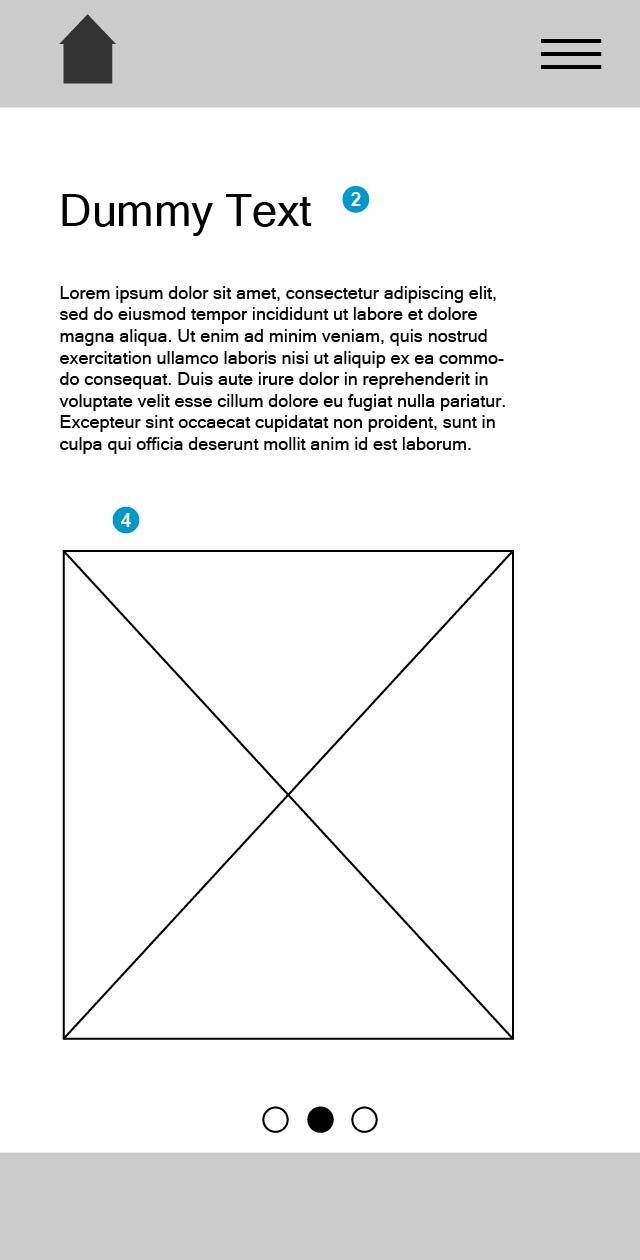 Dummy Text 2
Lorem ipsum dolor sit amet, consectetur adipiscing elit,
sed do eiusmod tempor incididunt ut labore et dolore
magna aliqua. Ut enim ad minim veniam, quis nostrud
exercitation ullamco laboris nisi ut aliquip ex ea commo-
do consequat. Duis aute irure dolor in reprehenderit in
voluptate velit esse cillum dolore eu fugiat nulla pariatur.
Excepteur sint occaecat cupidatat non proident, sunt in
culpa qui officia deserunt mollit anim id est laborum.
4